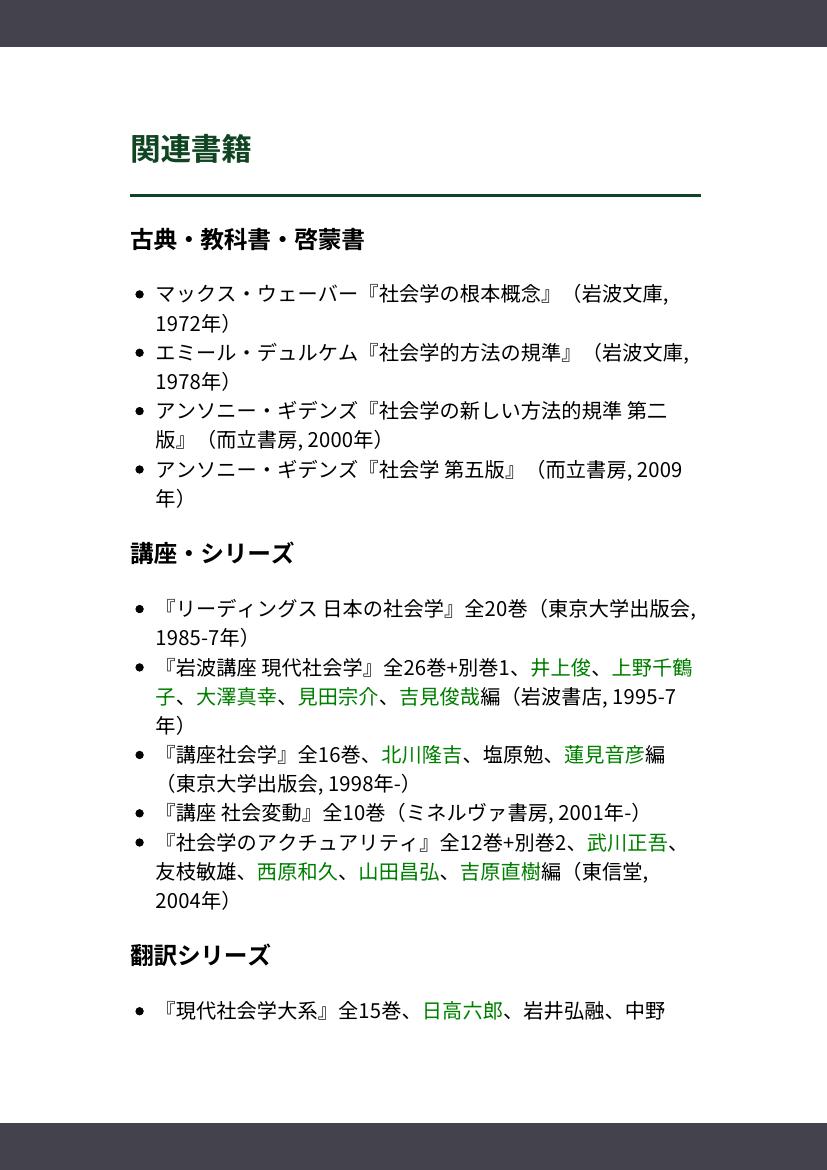 関連書籍
古典・教科書・啓蒙書
マックス・ウェーバー『社会学の根本概念』（岩波文庫,
1972年）
エミール・デュルケム『社会学的方法の規準』（岩波文庫,
1978年）
アンソニー・ギデンズ『社会学の新しい方法的規準 第二
版』（而立書房, 2000年）
アンソニー・ギデンズ『社会学 第五版』（而立書房, 2009
年）
講座・シリーズ
『リーディングス 日本の社会学』全20巻（東京大学出版会,
1985-7年）
『岩波講座 現代社会学』全26巻+別巻1、井上俊、上野千鶴
子、大澤真幸、見田宗介、吉見俊哉編（岩波書店, 1995-7
年）
『講座社会学』全16巻、北川隆吉、塩原勉、蓮見音彦編
（東京大学出版会, 1998年-）
『講座 社会変動』全10巻（ミネルヴァ書房, 2001年-）
『社会学のアクチュアリティ』全12巻+別巻2、武川正吾、
友枝敏雄、西原和久、山田昌弘、吉原直樹編（東信堂,
2004年）
翻訳シリーズ
『現代社会学大系』全15巻、日高六郎、岩井弘融、中野